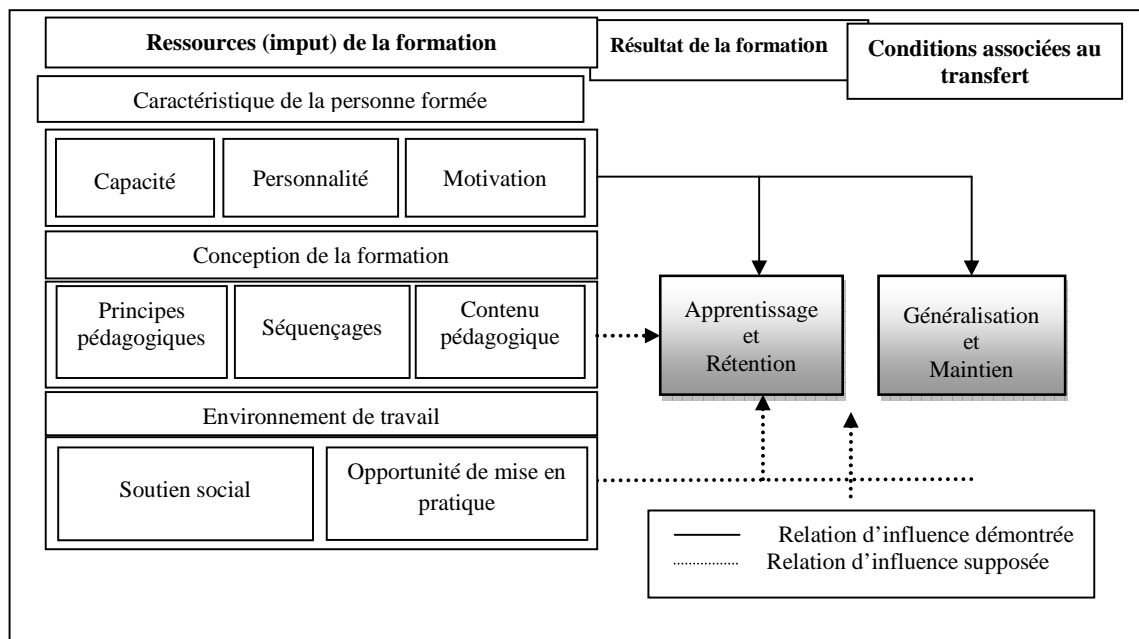 Ressources (imput) de la formation
Résultat de la formation
Conditions associées au
transfert
Caractéristique de la personne formée
Capacité
Personnalité
Motivation
Conception de la formation
Principes
pédagogiques
Séquençages
Contenu
pédagogique
Apprentissage
et
Rétention
Généralisation
et
Maintien
Environnement de travail
Soutien social
Opportunité de mise en
pratique
Relation d’influence démontrée
Relation d’influence supposée